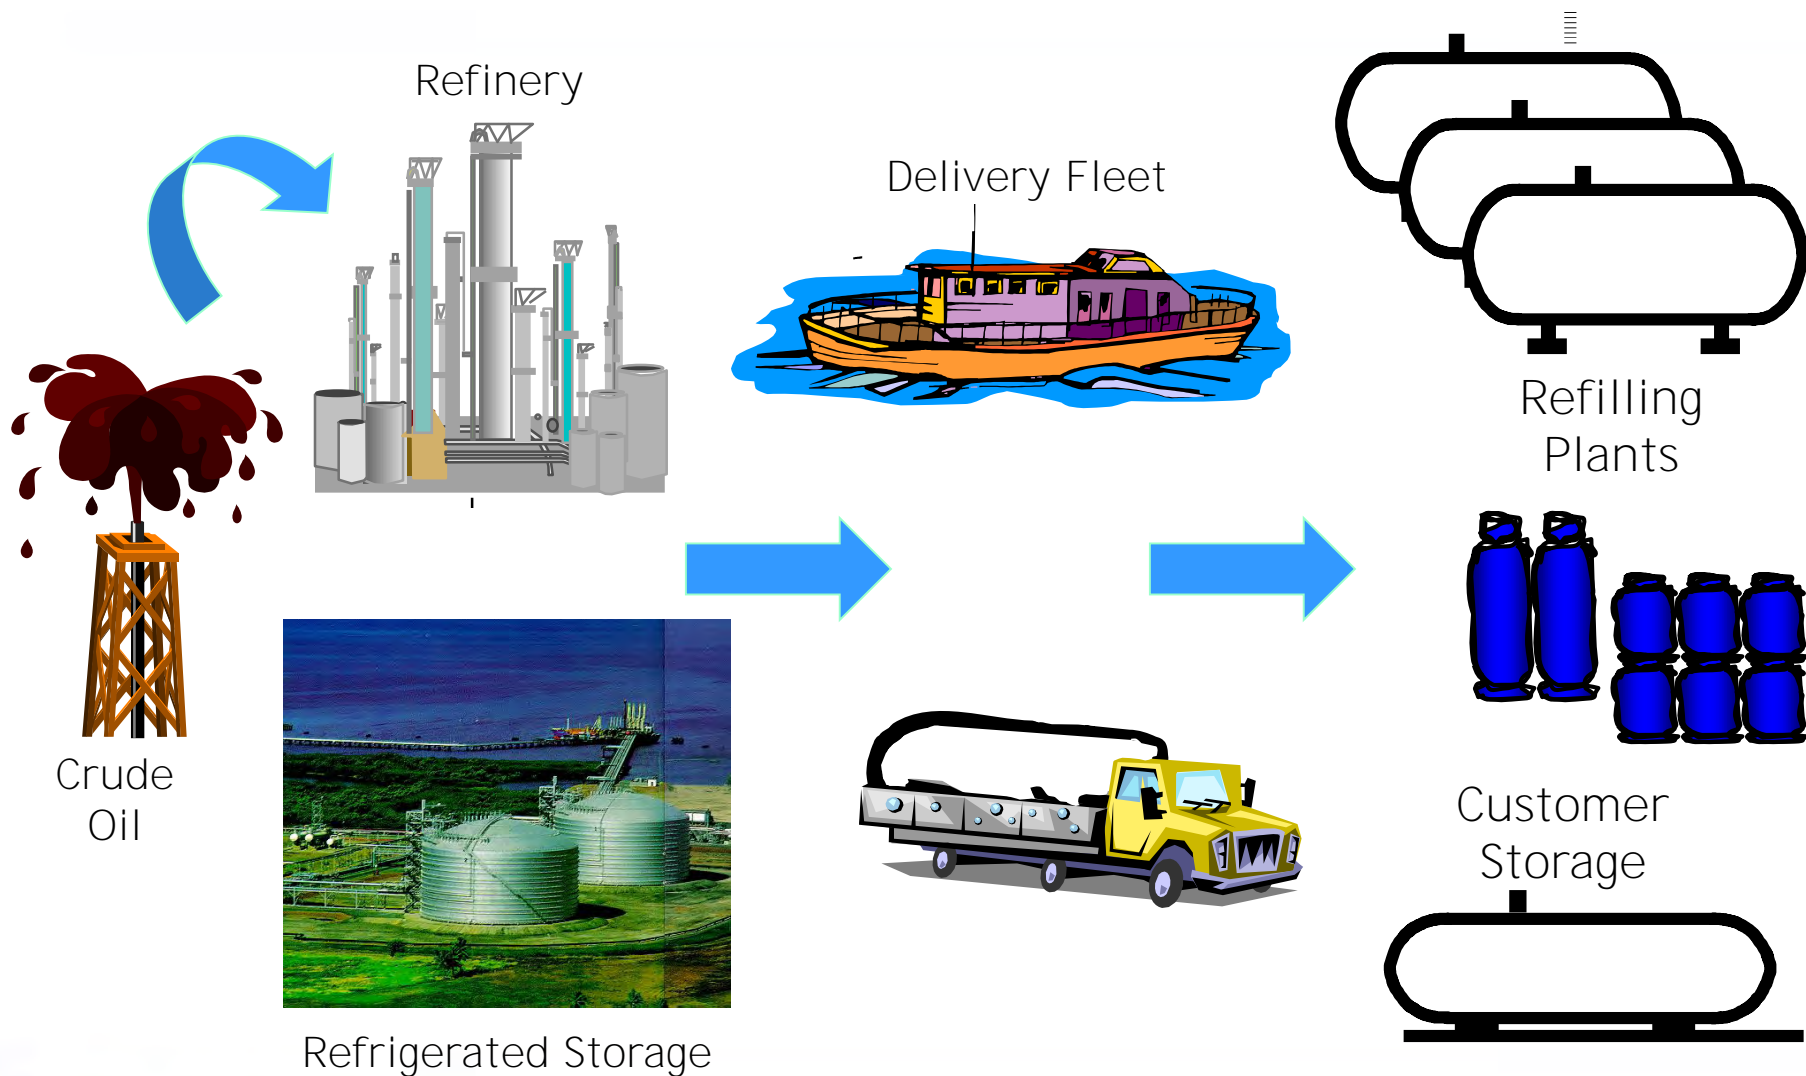 Refinery
Delivery Fleet
Refilling
Plants
Crude
Oil
Customer
Storage
Refrigerated Storage